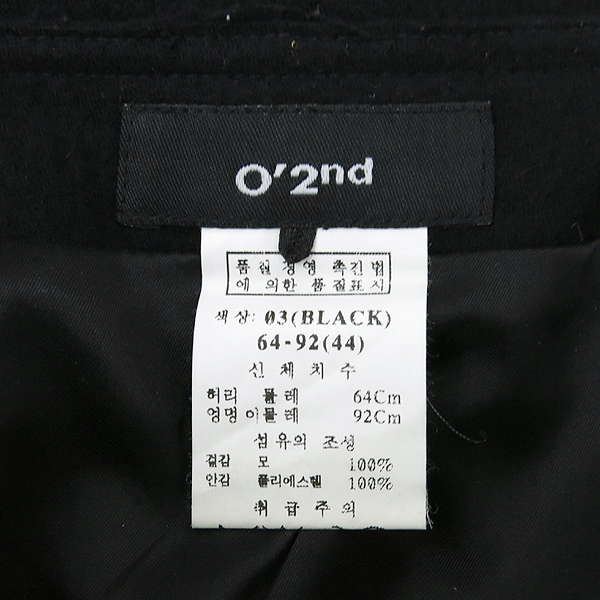 O'2nd
품질경영 촉진법
에 의한 품질표시
색상: 03(BLACK)
64-92(44)
신체치수
허리 둘레 64Cm
엉덩이둘레 92Cm
섬유의 조성
겉감 모 100%
안감 폴리에스텔 100%
취급주의